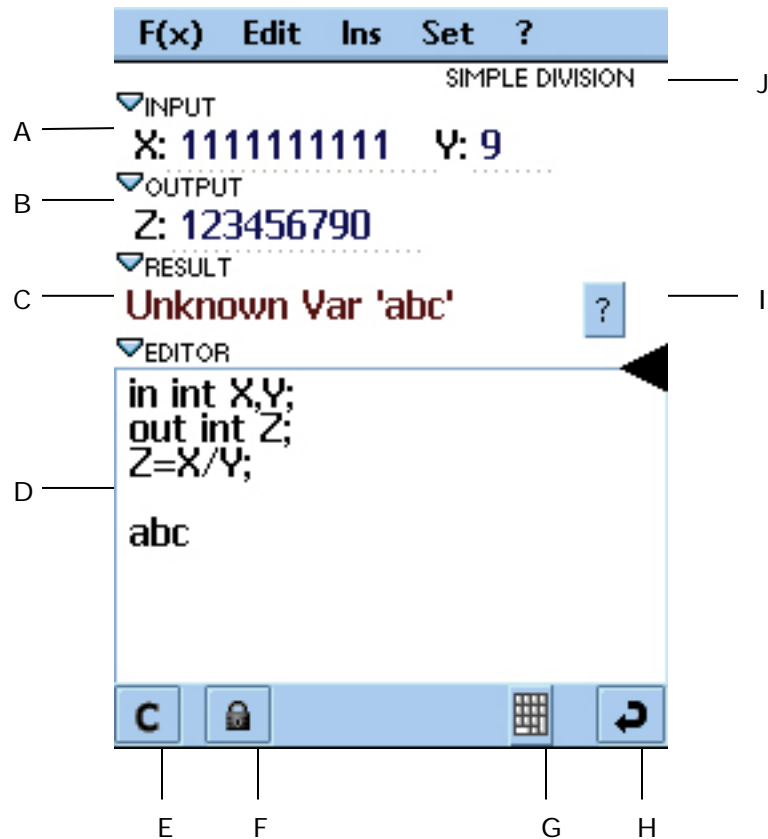 F(x) Edit Ins Set ?
SIMPLE DIVISION
J
INPUT
A
X: 1111111111 Y: 9
OUTPUT
B
Z: 123456790
RESULT
C
Unknown Var 'abc'
?
I
EDITOR
in int X,Y;
out int Z;
Z=X/Y;
D
abc
C
E F G H